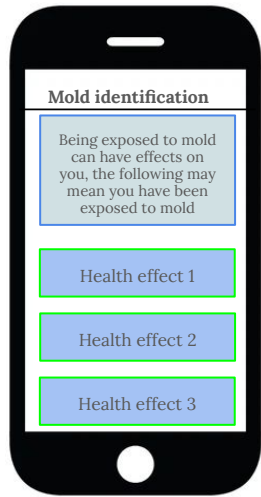 Mold identification
Being exposed to mold
can have effects on
you, the following may
mean you have been
exposed to mold
Health effect 1
Health effect 2
Health effect 3